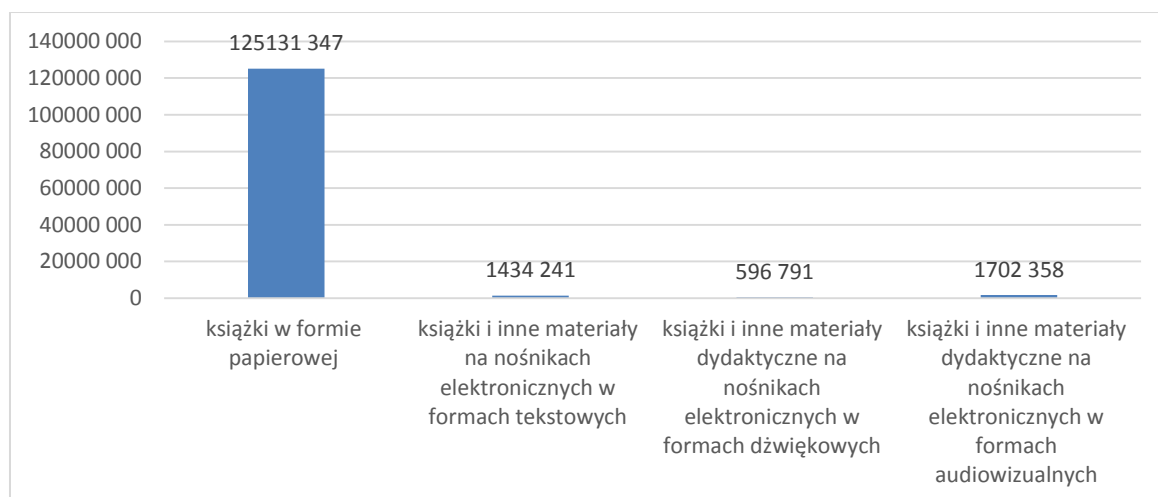 140000 000
120000 000
100000 000
80000 000
60000 000
40000 000
20000 000
0
125131 347
1434 241
596 791
1702 358
książki w formie
papierowej
książki i inne materiały
na nośnikach
elektronicznych w
formach tekstowych
książki i inne materiały
dydaktyczne na
nośnikach
elektronicznych w
formach dżwiękowych
książki i inne materiały
dydaktyczne na
nośnikach
elektronicznych w
formach
audiowizualnych